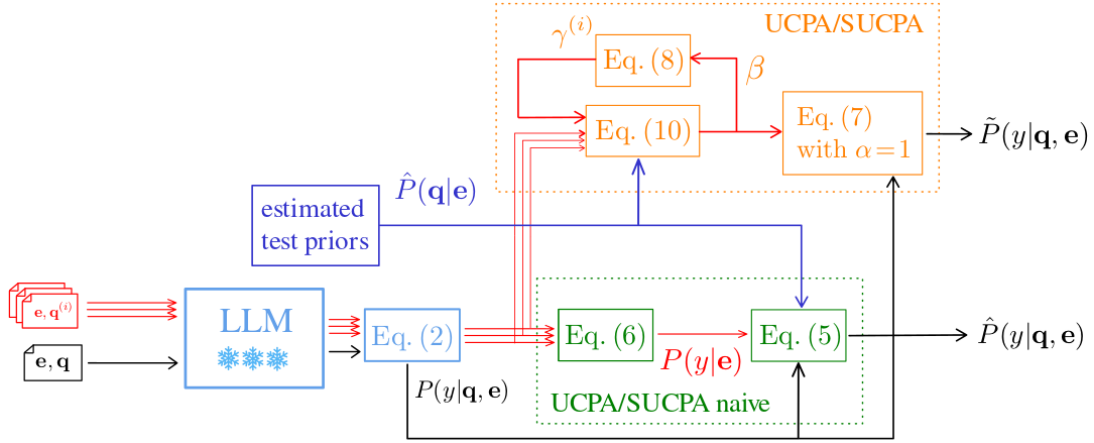 UCPA/SUCPA
γ^{(i)}
Eq. (8)
β
Eq. (10)
Eq. (7)
with α = 1
P̃(y|q, e)
P̂(q|e)
estimated
test priors
e, q^{(i)}
LLM
e, q
Eq. (2)
Eq. (6)
P(y|e)
Eq. (5)
P̂(y|q, e)
P(y|q, e)
UCPA/SUCPA naive